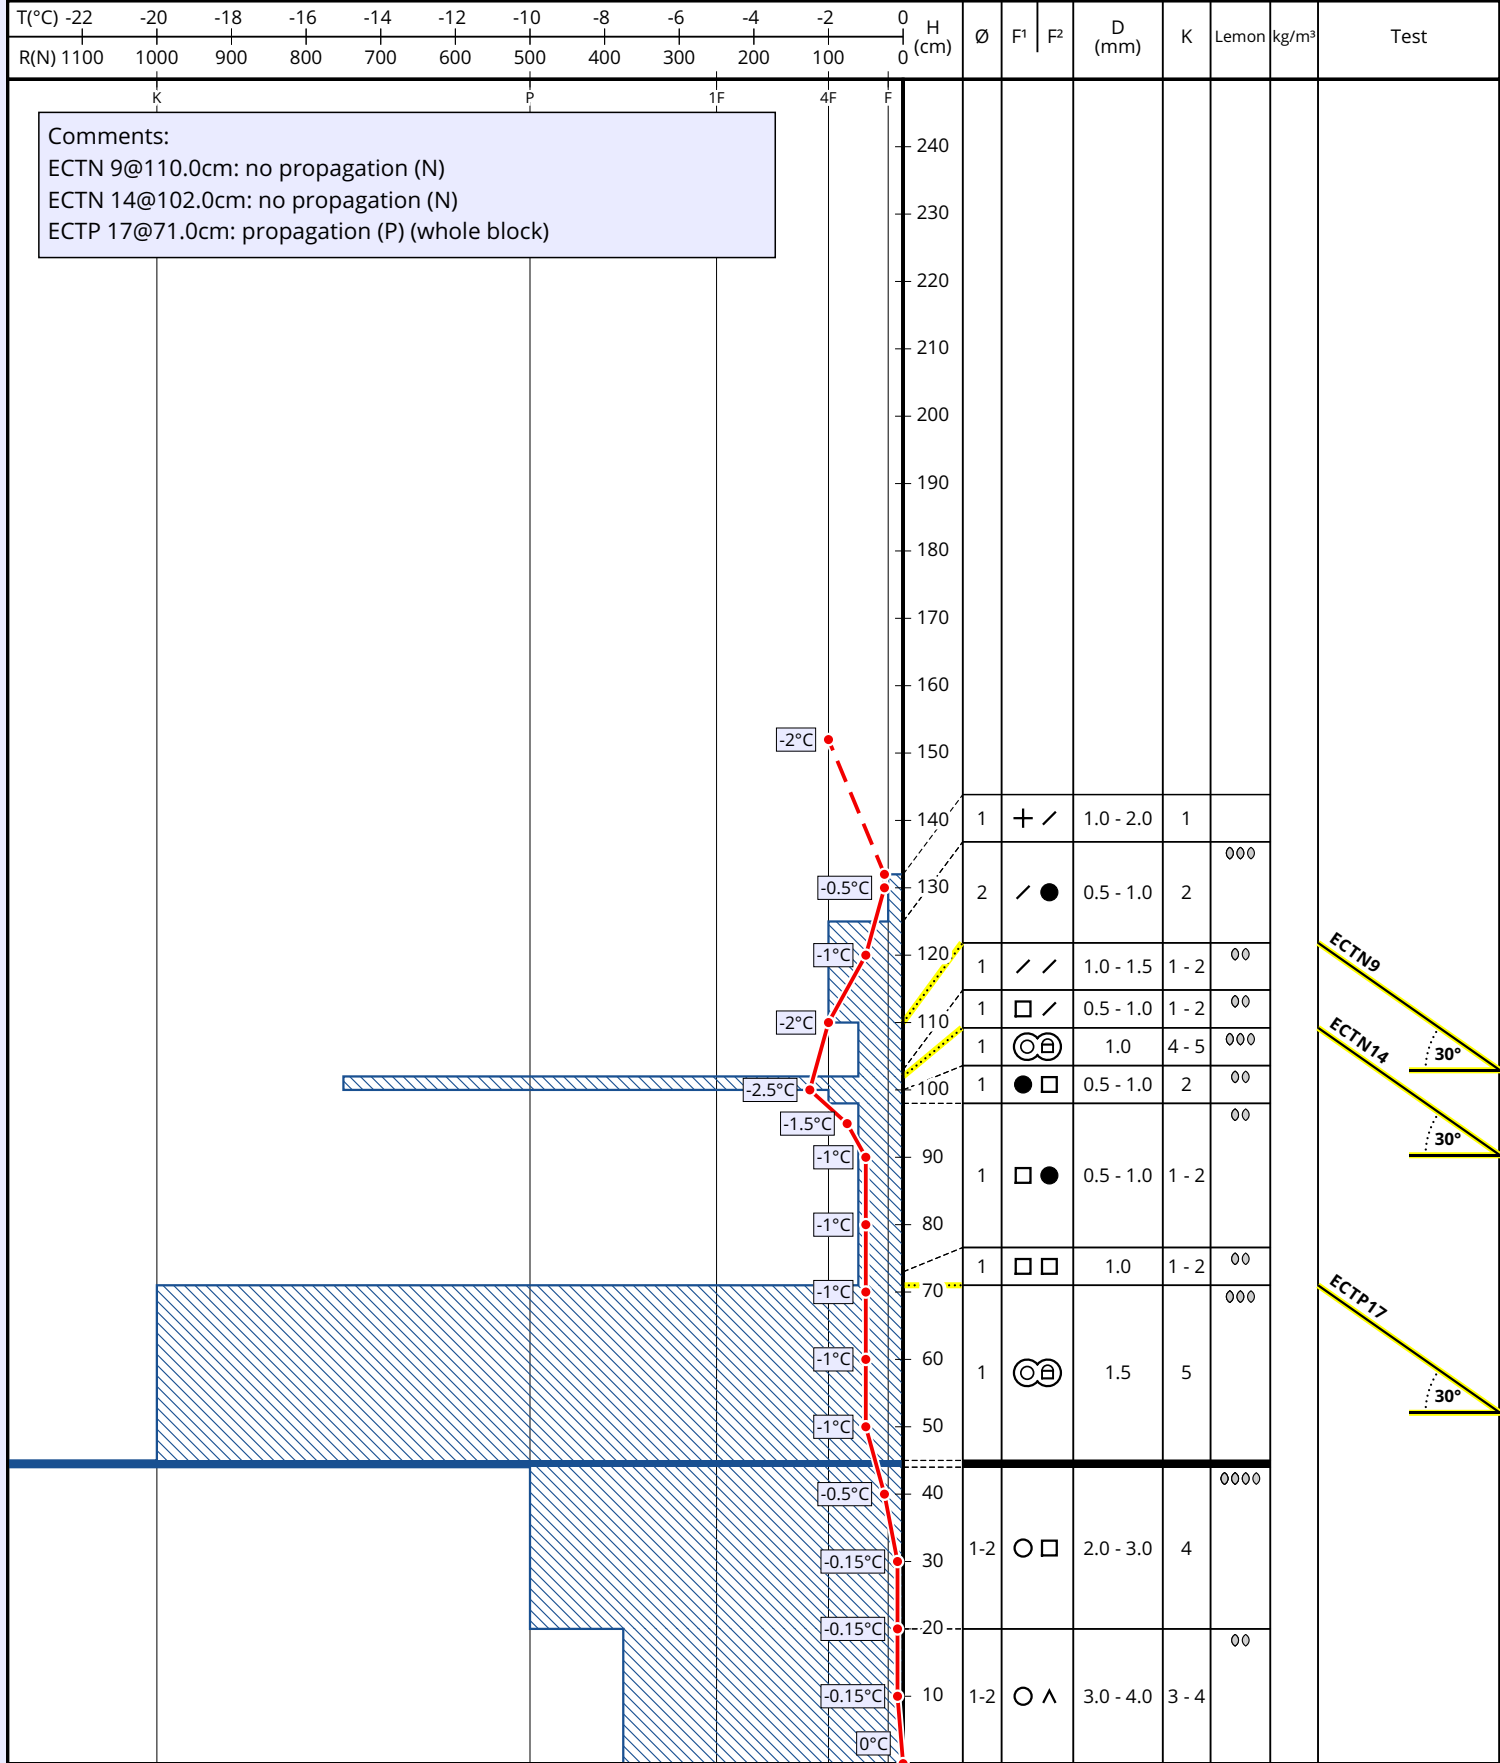 T(°C) -22 -20 -18 -16 -14 -12 -10 -8 -6 -4 -2 0
R(N) 1100 1000 900 800 700 600 500 400 300 200 100 0
H (cm) Ø F¹ F² D (mm) K Lemon kg/m³ Test
K P 1F 4F F
Comments:
ECTN 9@110.0cm: no propagation (N)
ECTN 14@102.0cm: no propagation (N)
ECTP 17@71.0cm: propagation (P) (whole block)
240
230
220
210
200
190
180
170
160
-2°C 150
140 1 1.0 - 2.0 1
-0.5°C 130 2 0.5 - 1.0 2
-1°C 120 1 1.0 - 1.5 1 - 2 ECTN9
-2°C 110 1 0.5 - 1.0 1 - 2
1 1.0 4 - 5 30° ECTN14
-2.5°C 100 1 0.5 - 1.0 2
-1.5°C 30°
-1°C 90 1 0.5 - 1.0 1 - 2
-1°C 80
1 1.0 1 - 2
-1°C 70 ECTP17
-1°C 60 1 1.5 5 30°
-1°C 50
-0.5°C 40
-0.15°C 30 1-2 2.0 - 3.0 4
-0.15°C 20
-0.15°C 10 1-2 3.0 - 4.0 3 - 4
0°C